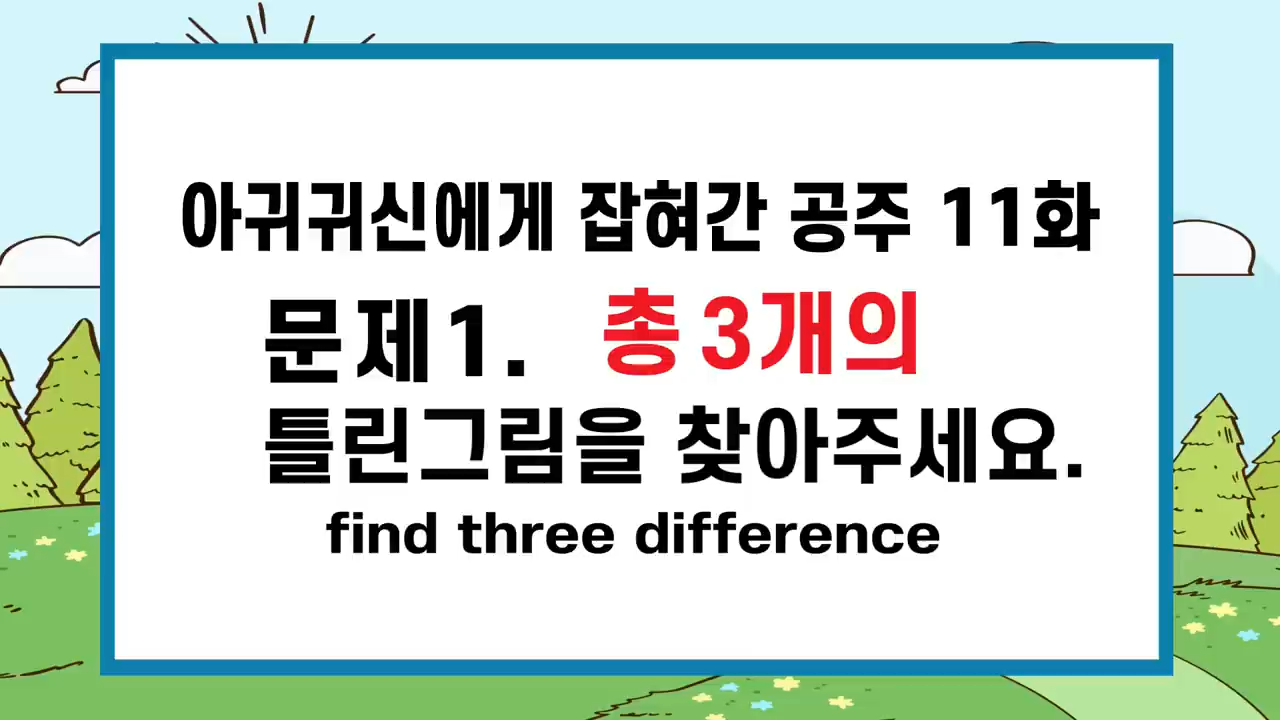 아귀귀신에게 잡혀간 공주 11화
문제1. 총3개의
틀린그림을 찾아주세요.
find three difference